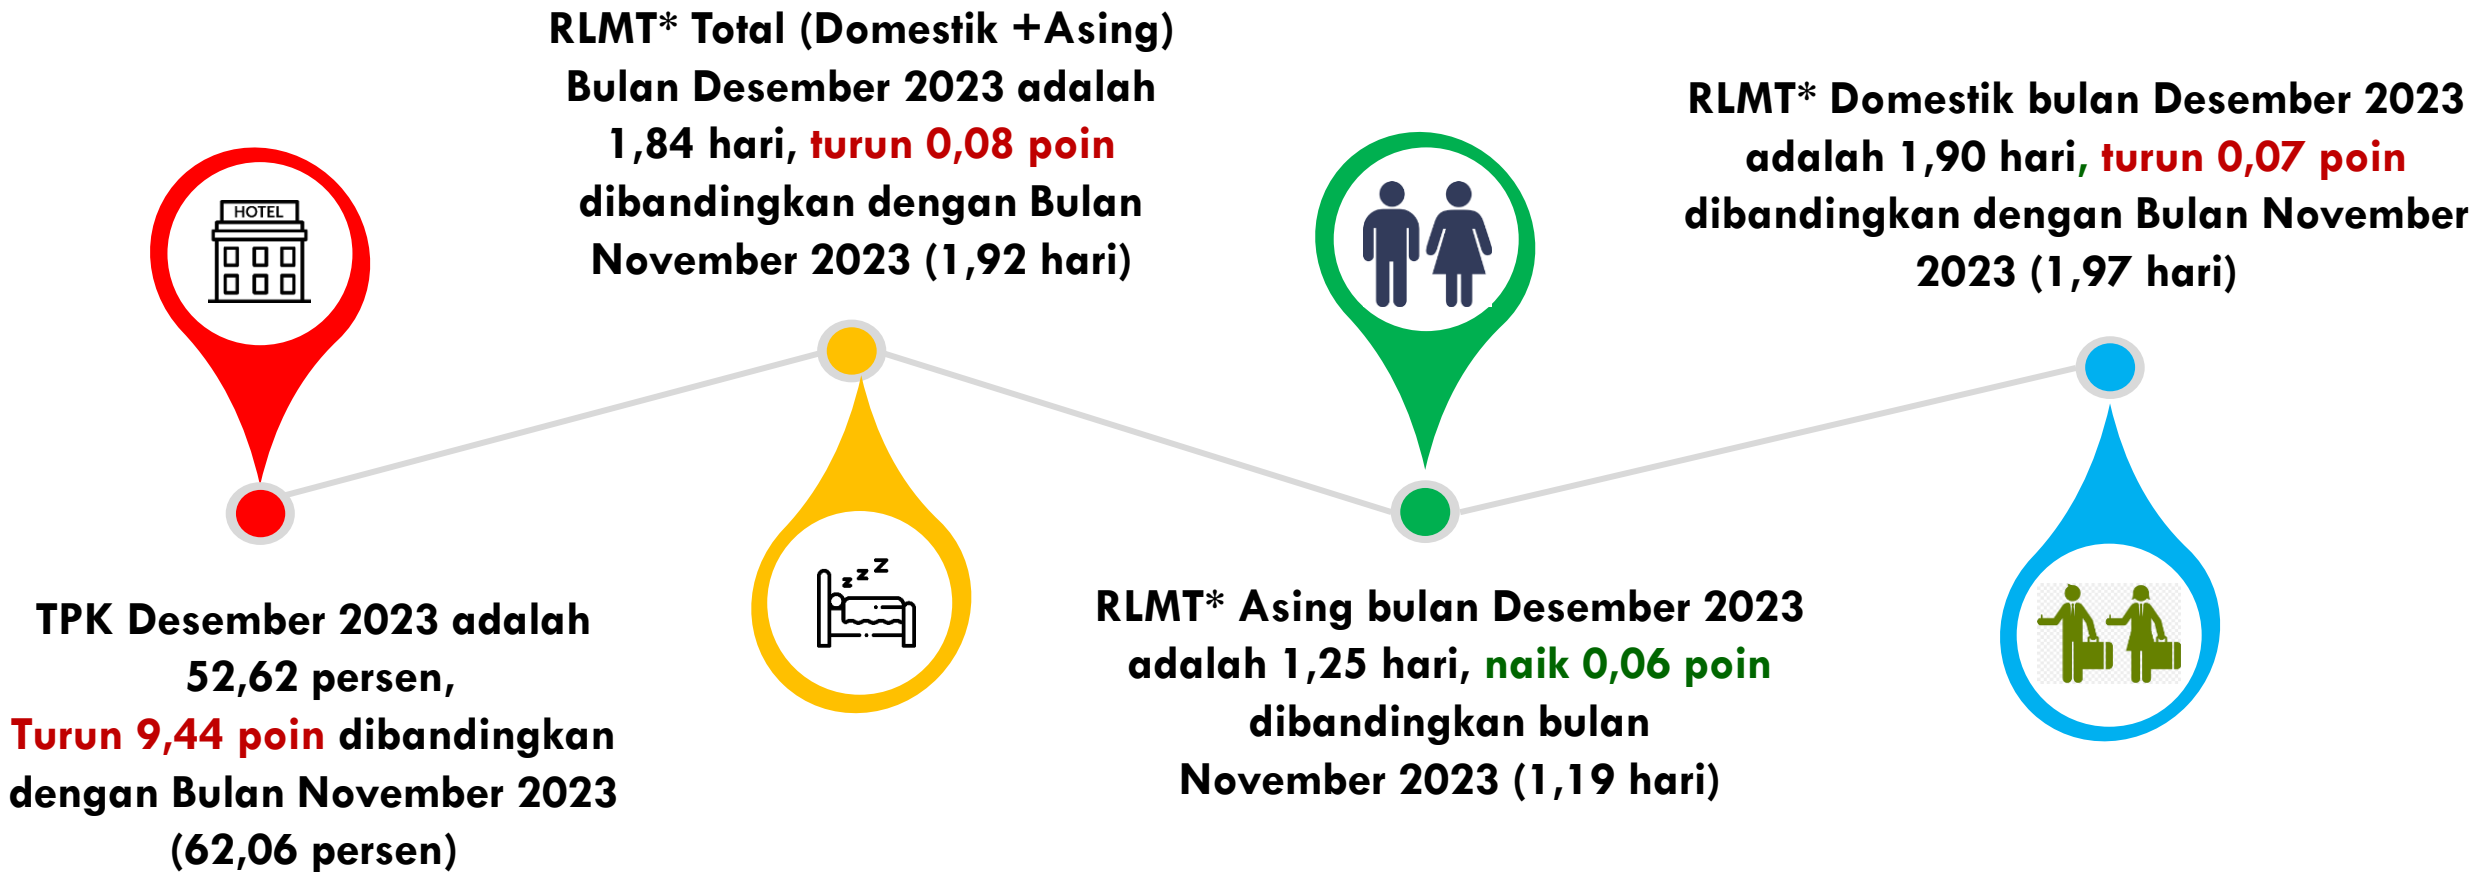 HOTEL
TPK Desember 2023 adalah
52,62 persen,
Turun 9,44 poin dibandingkan
dengan Bulan November 2023
(62,06 persen)
RLMT* Total (Domestik +Asing)
Bulan Desember 2023 adalah
1,84 hari, turun 0,08 poin
dibandingkan dengan Bulan
November 2023 (1,92 hari)
z z z
RLMT* Asing bulan Desember 2023
adalah 1,25 hari, naik 0,06 poin
dibandingkan bulan
November 2023 (1,19 hari)
RLMT* Domestik bulan Desember 2023
adalah 1,90 hari, turun 0,07 poin
dibandingkan dengan Bulan November
2023 (1,97 hari)